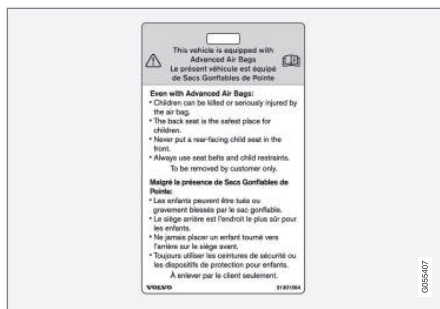 This vehicle is equipped with
Advanced Air Bags
Le présent véhicule est équipé
de Sacs Gonflables de Pointe
Even with Advanced Air Bags:
• Children can be killed or seriously injured by
the air bag.
• The back seat is the safest place for
children.
• Never put a rear-facing child seat in the
front.
• Always use seat belts and child restraints.
To be removed by customer only.
Malgré la présence de Sacs Gonflables de
Pointe:
• Les enfants peuvent être tués ou
gravement blessés par le sac gonflable.
• Le siège arrière est l'endroit le plus sûr pour
les enfants.
• Ne jamais placer un enfant tourné vers
l'arrière sur le siège avant.
• Toujours utiliser les ceintures de sécurité ou
les dispositifs de protection pour enfants.
À enlever par le client seulement.
VOLVO 31301564
G055407